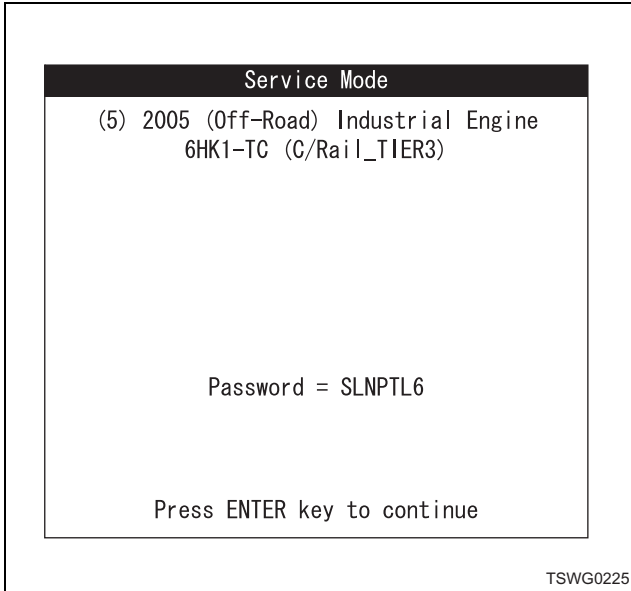 Service Mode
(5) 2005 (Off-Road) Industrial Engine
6HK1-TC (C/Rail_TIER3)
Password = SLNPTL6
Press ENTER key to continue
TSWG0225